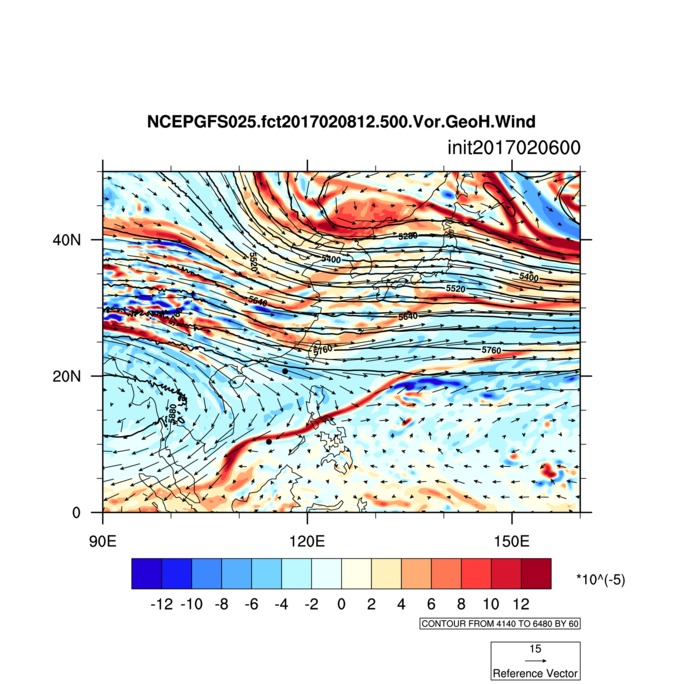 NCEPGFS025.fct2017020812.500.Vor.GeoH.Wind
init2017020600
5280
5400
5520
5400
5520
5640
5640
5760
5760
5880
40N
20N
0
90E 120E 150E
-12 -10 -8 -6 -4 -2 0 2 4 6 8 10 12
*10^(-5)
CONTOUR FROM 4140 TO 6480 BY 60
15
Reference Vector